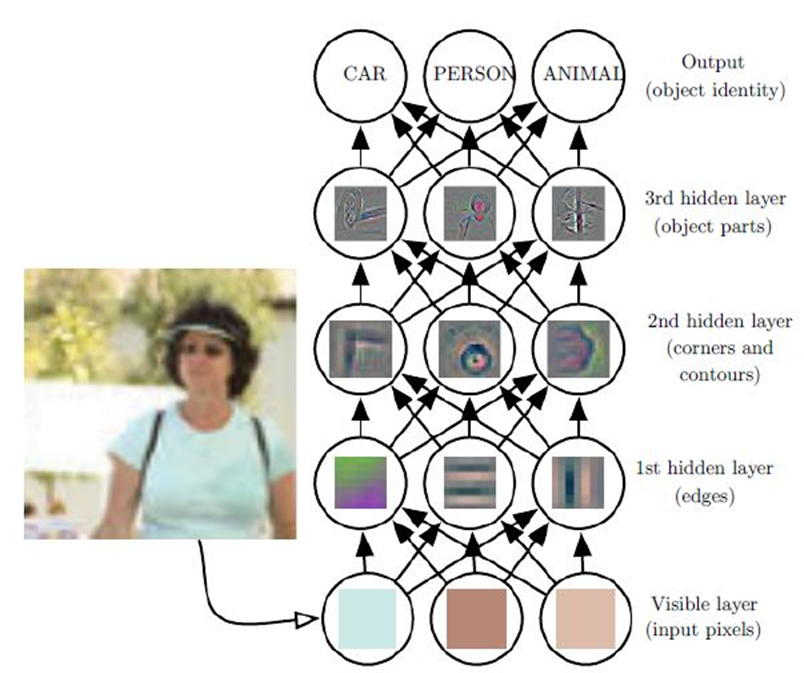 CAR PERSON ANIMAL
Output
(object identity)
3rd hidden layer
(object parts)
2nd hidden layer
(corners and
contours)
1st hidden layer
(edges)
Visible layer
(input pixels)